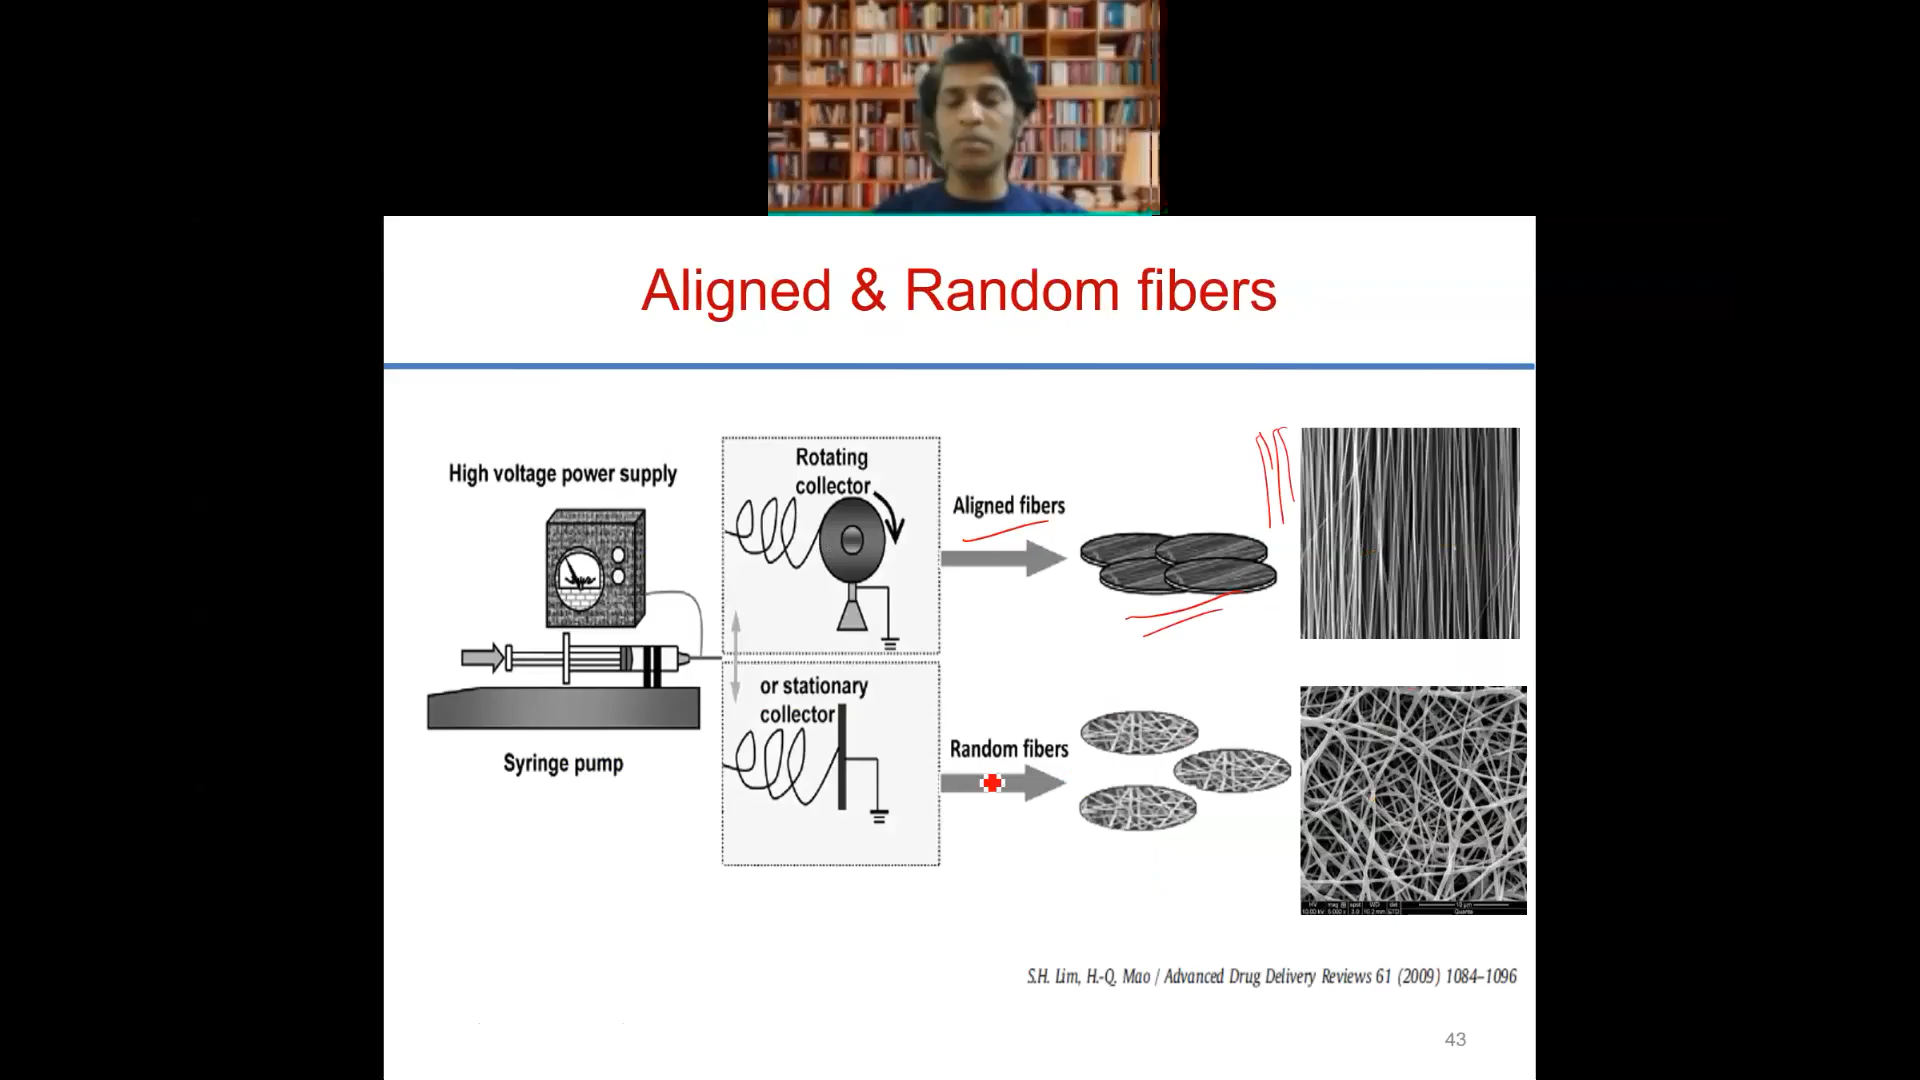 Aligned & Random fibers
High voltage power supply
Syringe pump
Rotating
collector
or stationary
collector
Aligned fibers
Random fibers
S.H. Lim, H.-Q. Mao / Advanced Drug Delivery Reviews 61 (2009) 1084–1096
43